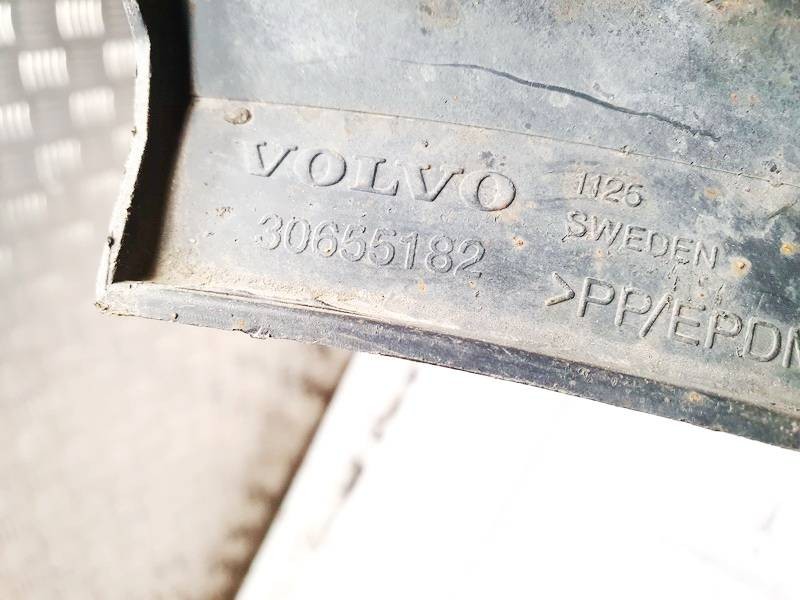 VOLVO
30655182
1126
SWEDEN
>PP/EPDM